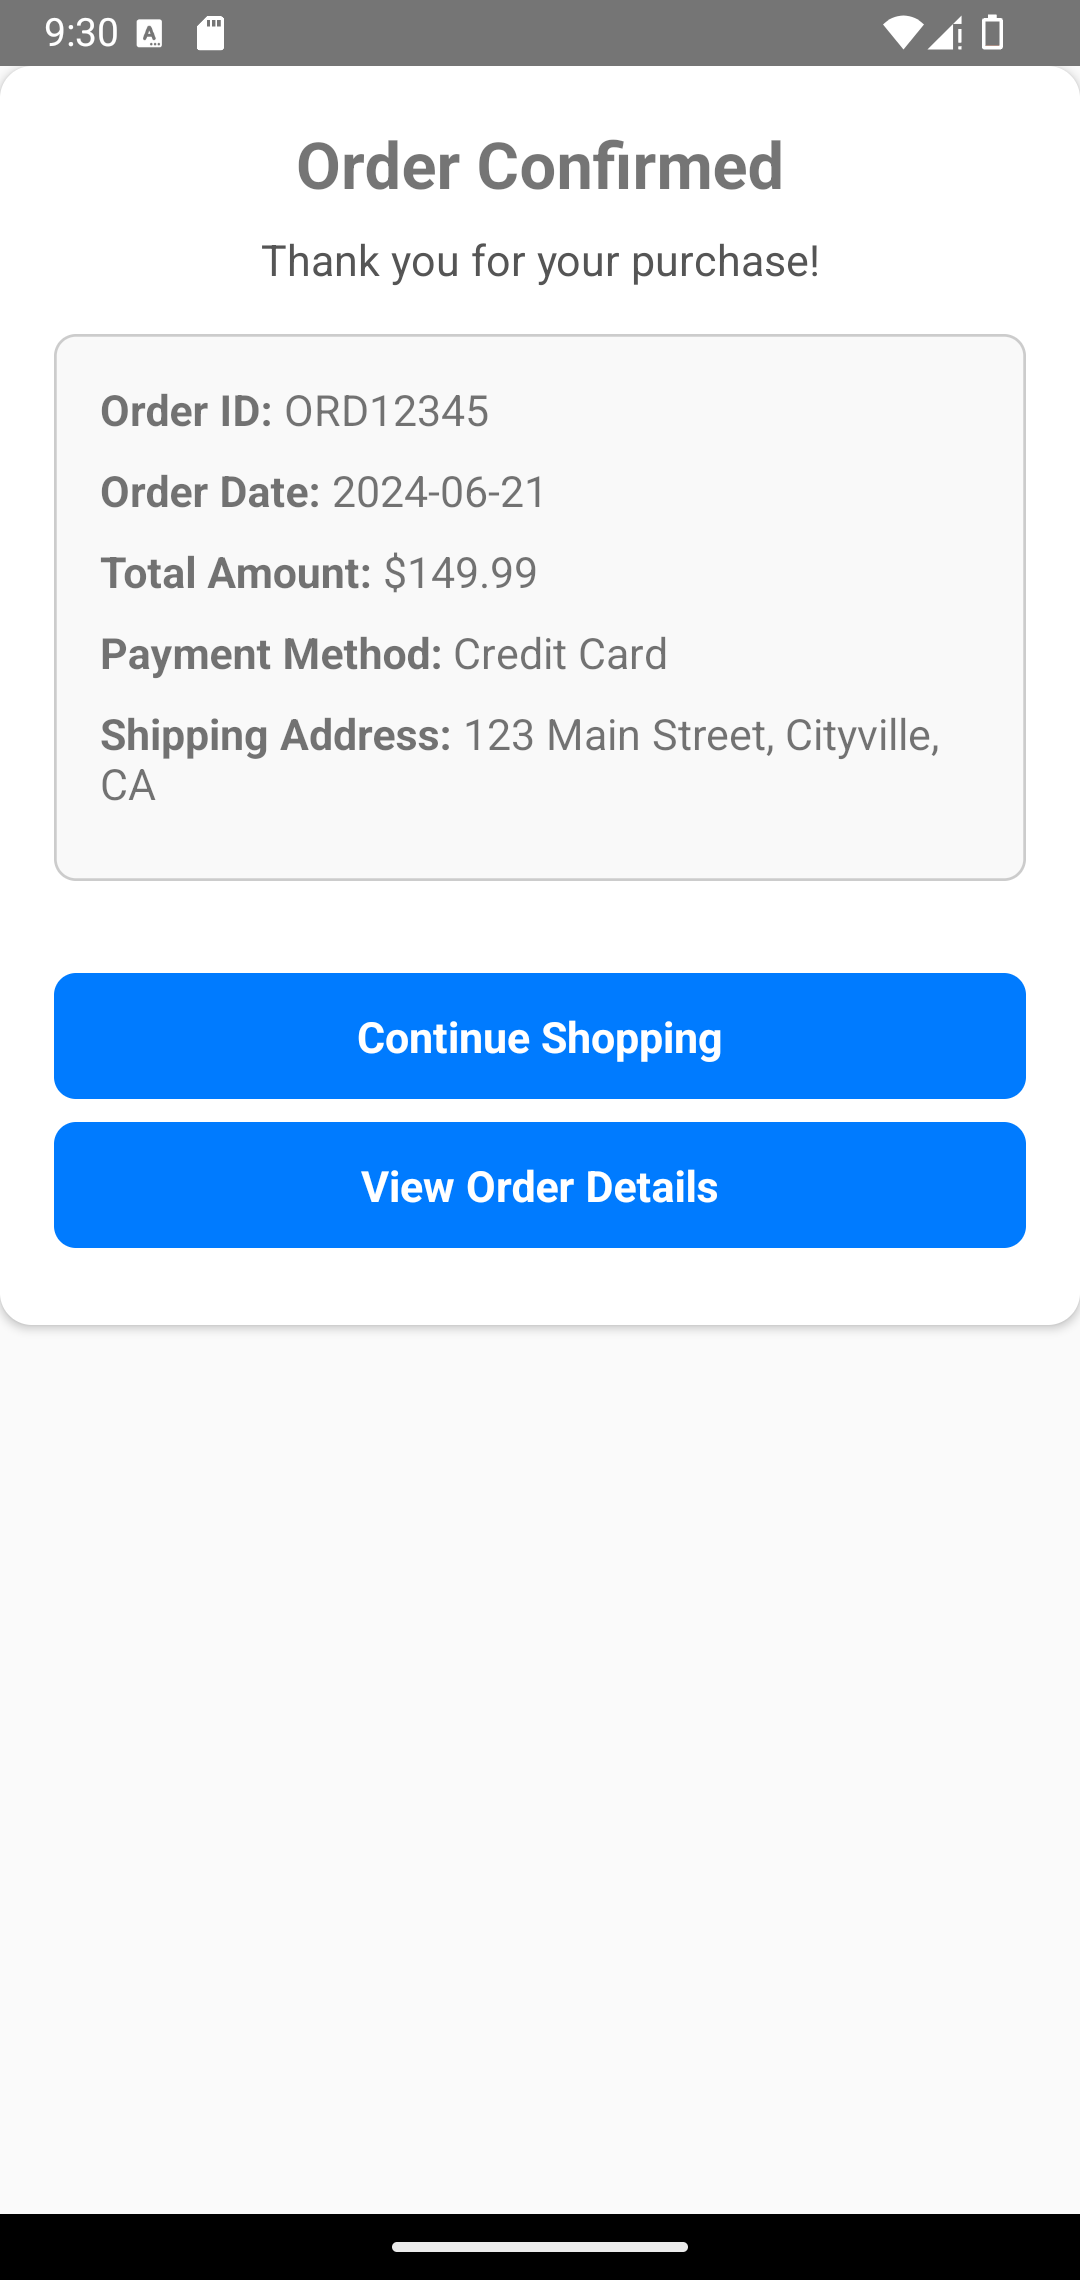 9:30
Order Confirmed
Thank you for your purchase!
Order ID: ORD12345
Order Date: 2024-06-21
Total Amount: $149.99
Payment Method: Credit Card
Shipping Address: 123 Main Street, Cityville,
CA
Continue Shopping
View Order Details